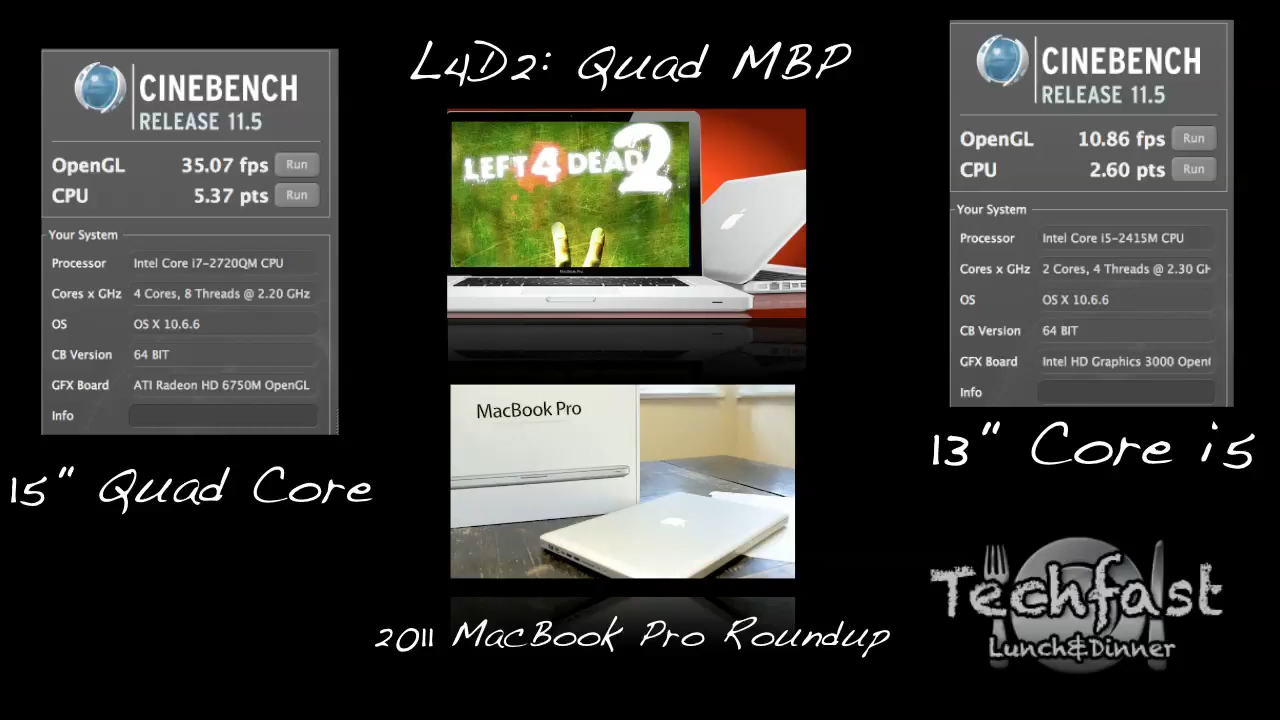 CINEBENCH
RELEASE 11.5
OpenGL 35.07 fps Run
CPU 5.37 pts Run
Your System
Processor Intel Core i7-2720QM CPU
Cores x GHz 4 Cores, 8 Threads @ 2.20 GHz
OS OS X 10.6.6
CB Version 64 BIT
GFX Board ATI Radeon HD 6750M OpenGL
Info
15" Quad Core
L4D2: Quad MBP
LEFT 4 DEAD 2
MacBook Pro
MacBook Pro
2011 MacBook Pro Roundup
CINEBENCH
RELEASE 11.5
OpenGL 10.86 fps Run
CPU 2.60 pts Run
Your System
Processor Intel Core i5-2415M CPU
Cores x GHz 2 Cores, 4 Threads @ 2.30 GH
OS OS X 10.6.6
CB Version 64 BIT
GFX Board Intel HD Graphics 3000 Open
Info
13" Core i5
Techfast
Lunch&Dinner